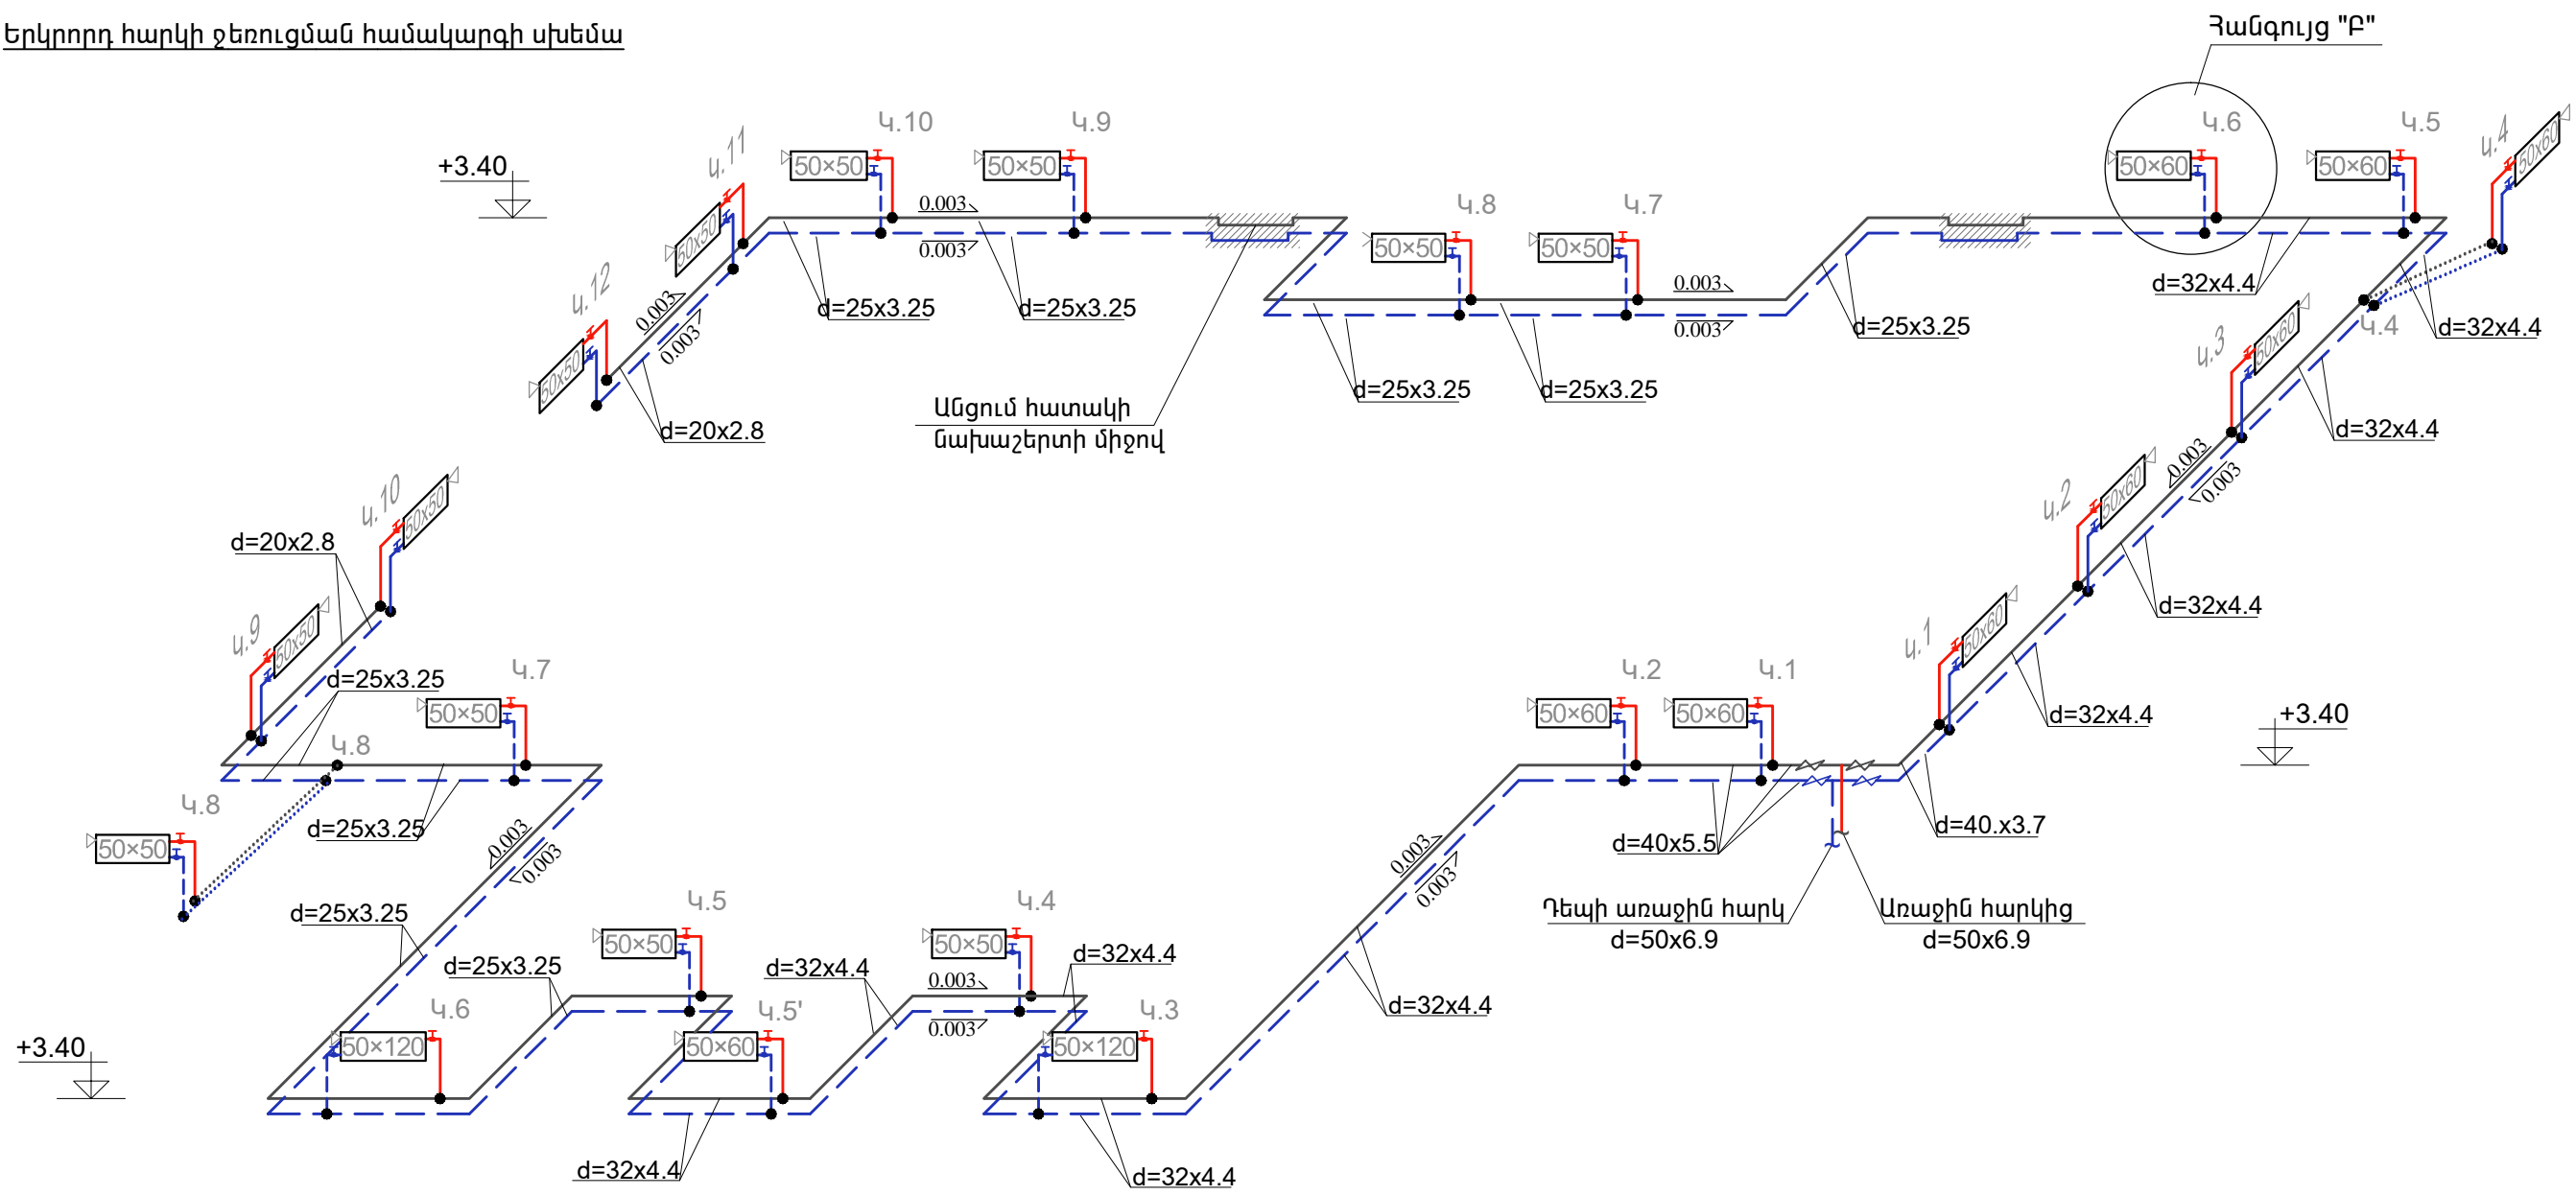 Երկրորդ հարկի ջեռուցման համակարգի սխեմա
Հանգույց "Բ"
Կ.10
Կ.9
Կ.6
Կ.5
կ.4
կ.11
+3.40
50×50
50×50
50×60
50×60
50x60
0.003
0.003
Կ.8
Կ.7
50×50
50×50
50x50
կ.12
0.003
0.003
d=25x3.25
d=25x3.25
0.003
0.003
d=25x3.25
d=32x4.4
Կ.4
d=32x4.4
կ.3
50x60
50x50
d=20x2.8
Անցում հատակի
նախաշերտի միջով
d=25x3.25
d=25x3.25
d=32x4.4
0.003
0.003
կ.2
50x60
կ.10
50x50
d=20x2.8
կ.9
50x50
d=25x3.25
Կ.7
50×50
Կ.8
Կ.8
50×50
d=25x3.25
0.003
0.003
d=32x4.4
կ.1
50x60
Կ.2
Կ.1
50×60
50×60
d=32x4.4
+3.40
d=40x5.5
d=40.x3.7
0.003
0.003
Դեպի առաջին հարկ
d=50x6.9
Առաջին հարկից
d=50x6.9
d=25x3.25
Կ.5
50×50
Կ.4
50×50
d=25x3.25
d=32x4.4
d=32x4.4
0.003
0.003
d=32x4.4
Կ.6
50×120
Կ.5'
50×60
Կ.3
50×120
+3.40
d=32x4.4
d=32x4.4